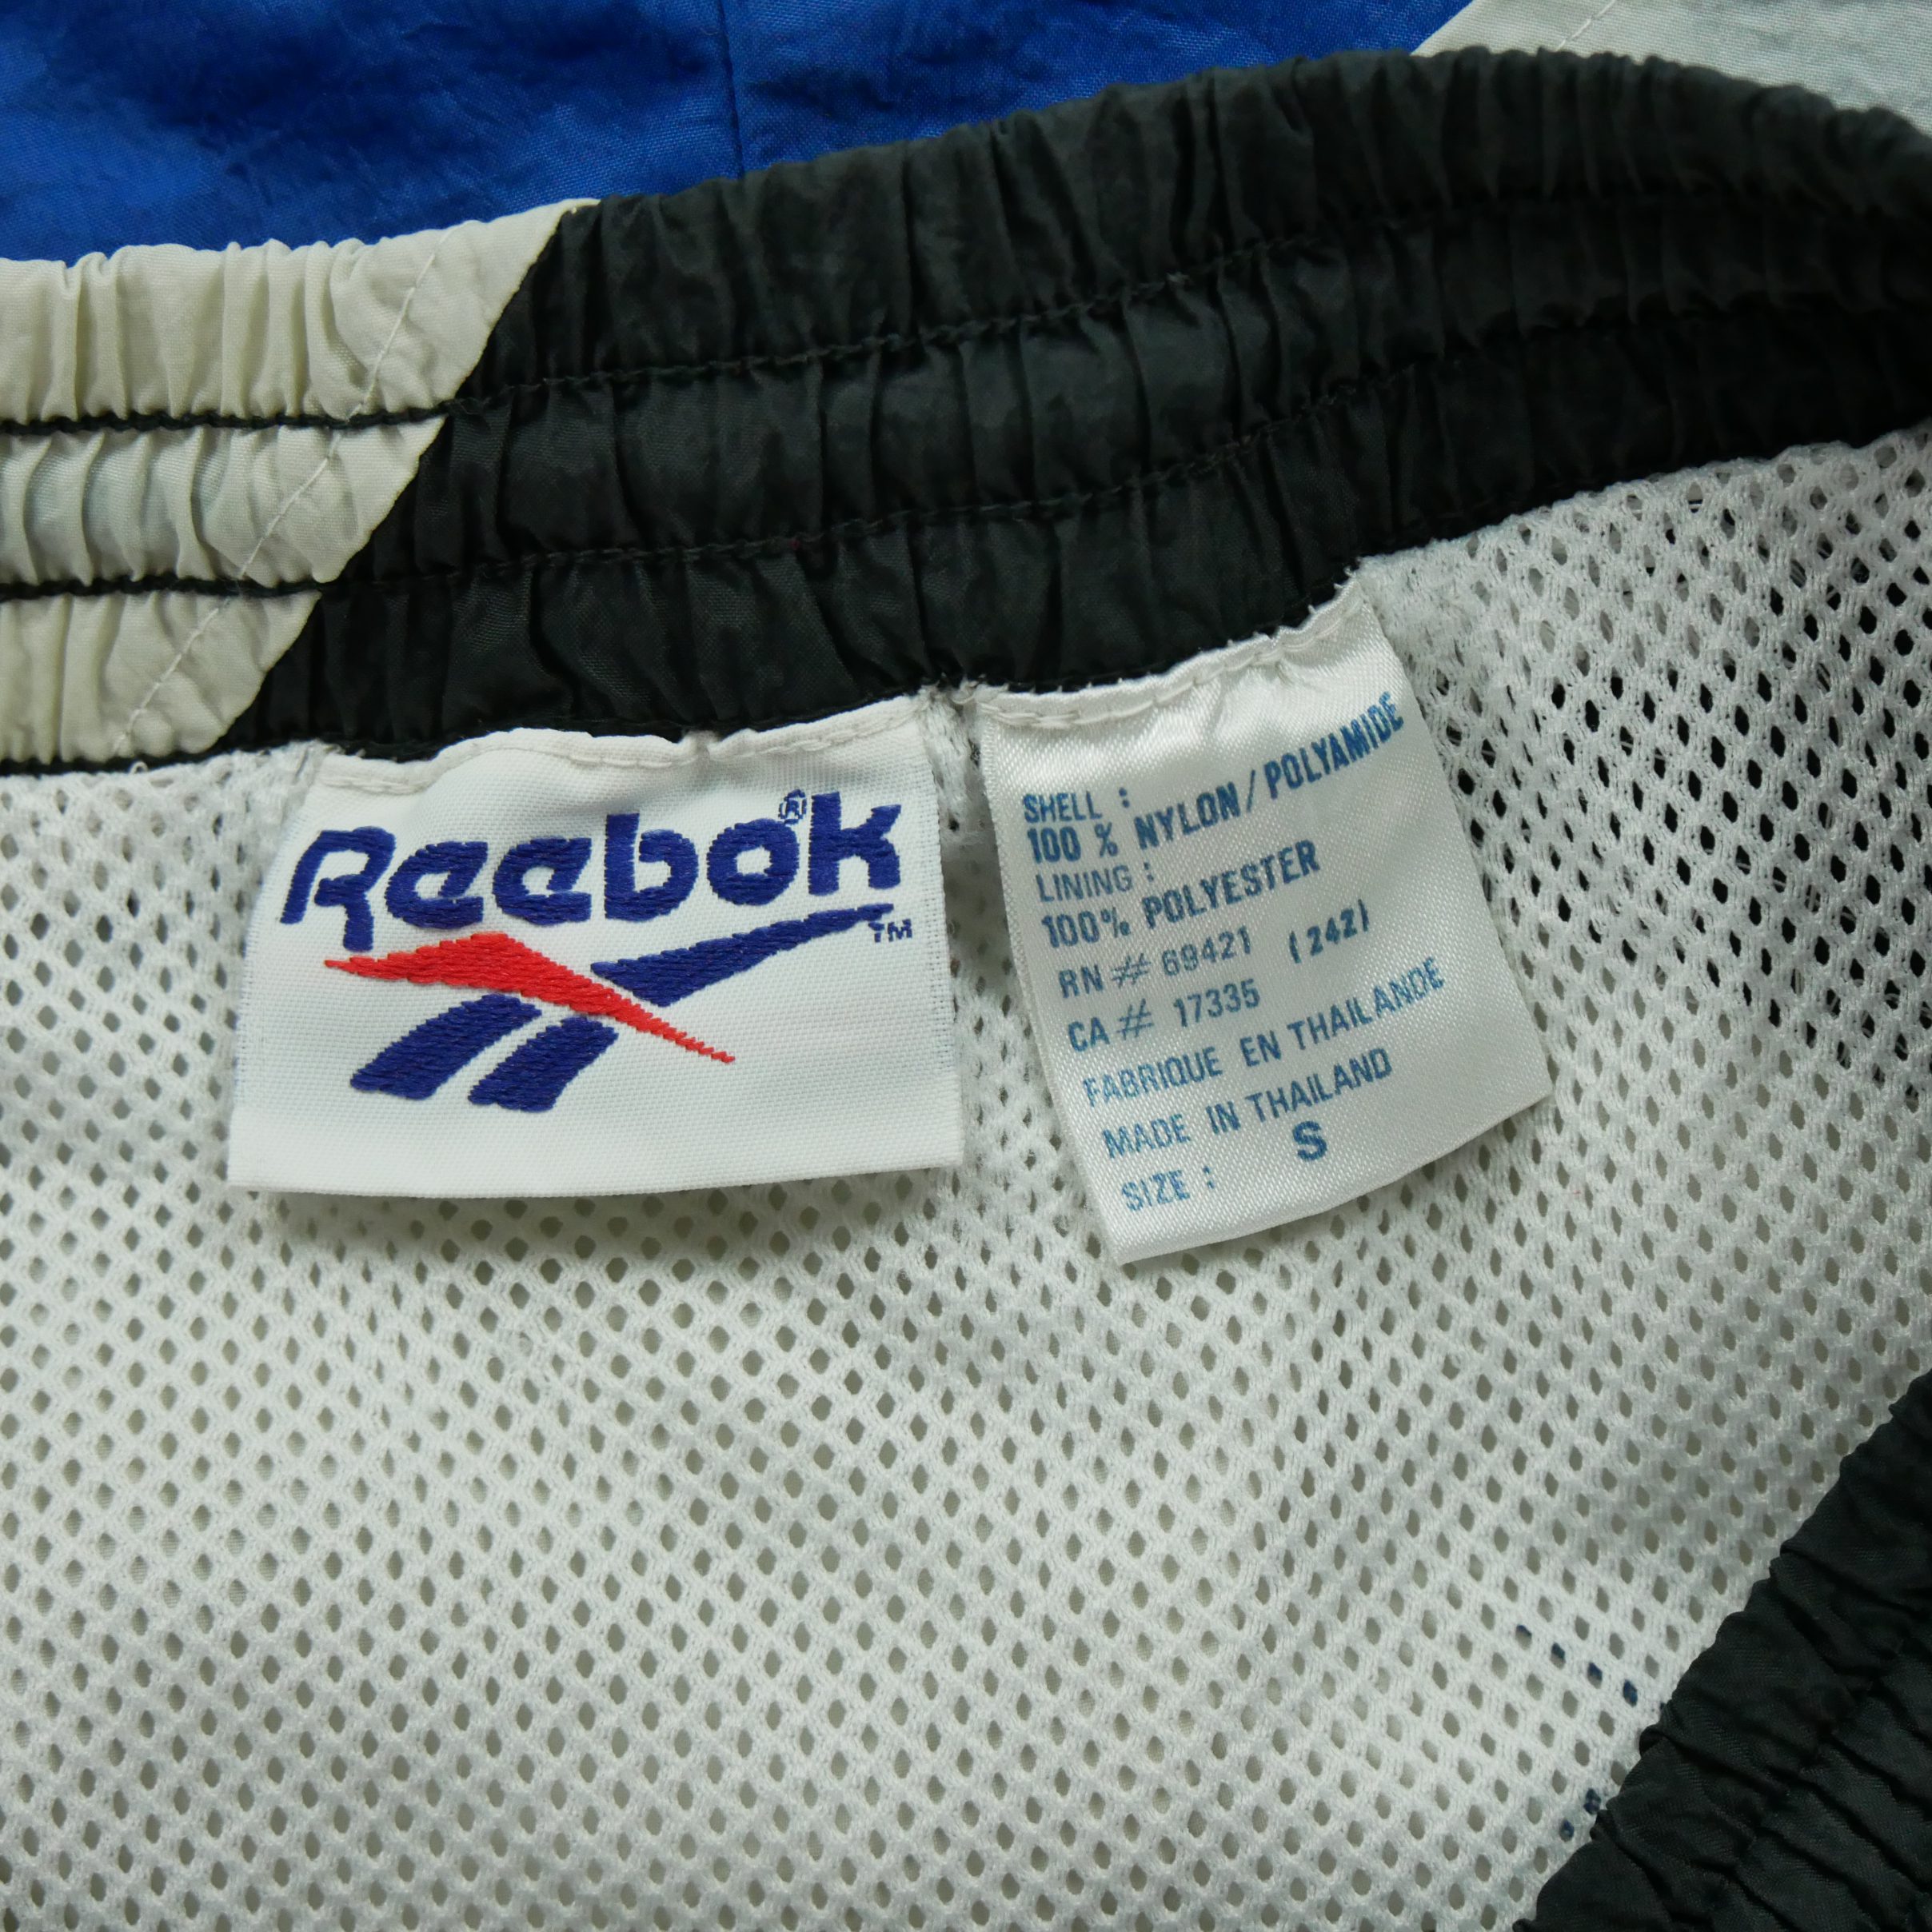 Reebok®
TM
SHELL :
100 % NYLON/POLYAMIDE
LINING :
100% POLYESTER
RN # 69421 (242)
CA # 17335
FABRIQUE EN THAILANDE
MADE IN THAILAND
SIZE : S